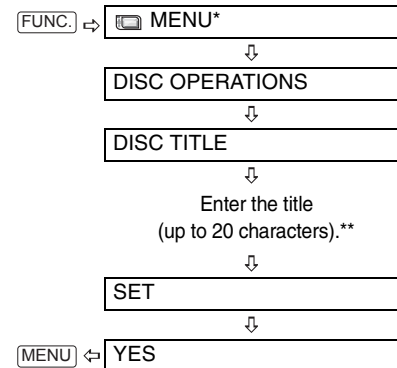 FUNC. ⇨ MENU*
⇩
DISC OPERATIONS
⇩
DISC TITLE
⇩
Enter the title
(up to 20 characters).**
⇩
SET
⇩
MENU ⇦ YES